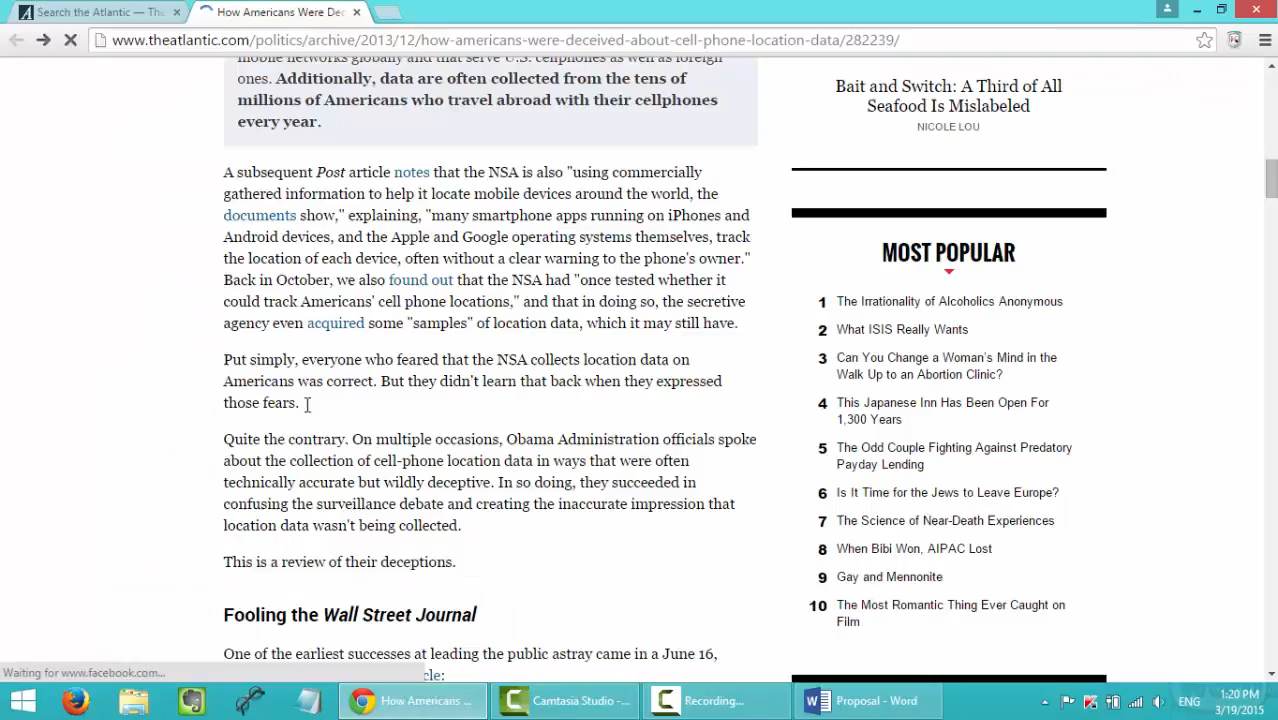 Search the Atlantic — The
How Americans Were Dec
www.theatlantic.com/politics/archive/2013/12/how-americans-were-deceived-about-cell-phone-location-data/282239/
mobile networks globally and that serve U.S. cellphones as well as foreign
ones. Additionally, data are often collected from the tens of
millions of Americans who travel abroad with their cellphones
every year.
A subsequent Post article notes that the NSA is also "using commercially
gathered information to help it locate mobile devices around the world, the
documents show," explaining, "many smartphone apps running on iPhones and
Android devices, and the Apple and Google operating systems themselves, track
the location of each device, often without a clear warning to the phone's owner."
Back in October, we also found out that the NSA had "once tested whether it
could track Americans' cell phone locations," and that in doing so, the secretive
agency even acquired some "samples" of location data, which it may still have.
Put simply, everyone who feared that the NSA collects location data on
Americans was correct. But they didn't learn that back when they expressed
those fears.
Quite the contrary. On multiple occasions, Obama Administration officials spoke
about the collection of cell-phone location data in ways that were often
technically accurate but wildly deceptive. In so doing, they succeeded in
confusing the surveillance debate and creating the inaccurate impression that
location data wasn't being collected.
This is a review of their deceptions.
Fooling the Wall Street Journal
One of the earliest successes at leading the public astray came in a June 16,
cle:
Bait and Switch: A Third of All
Seafood Is Mislabeled
NICOLE LOU
MOST POPULAR
1 The Irrationality of Alcoholics Anonymous
2 What ISIS Really Wants
3 Can You Change a Woman's Mind in the
Walk Up to an Abortion Clinic?
4 This Japanese Inn Has Been Open For
1,300 Years
5 The Odd Couple Fighting Against Predatory
Payday Lending
6 Is It Time for the Jews to Leave Europe?
7 The Science of Near-Death Experiences
8 When Bibi Won, AIPAC Lost
9 Gay and Mennonite
10 The Most Romantic Thing Ever Caught on
Film
Waiting for www.facebook.com...
How Americans ...
Camtasia Studio -...
Recording...
Proposal - Word
ENG
1:20 PM
3/19/2015